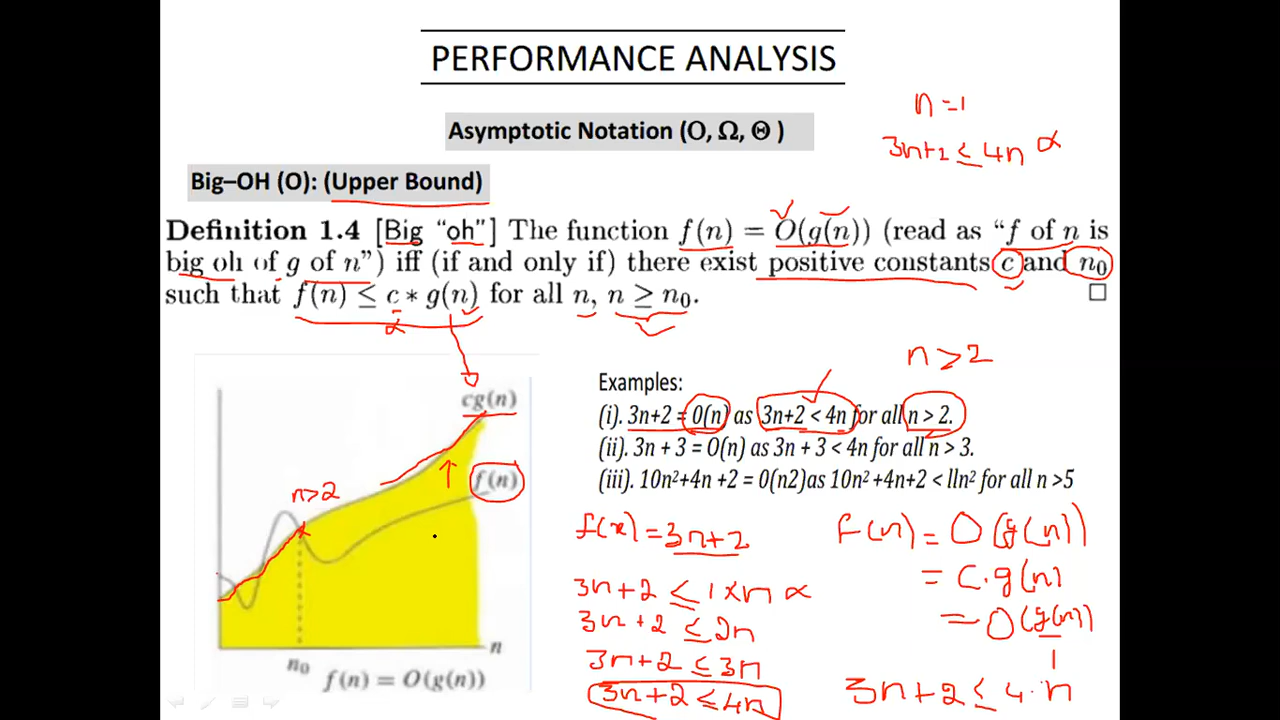 PERFORMANCE ANALYSIS
n=1
3n+2 ≤ 4n α
Asymptotic Notation (O, Ω, Θ )
Big–OH (O): (Upper Bound)
Definition 1.4 [Big “oh”] The function f(n) = O(g(n)) (read as “f of n is
big oh of g of n”) iff (if and only if) there exist positive constants c and n₀
such that f(n) ≤ c * g(n) for all n, n ≥ n₀. □
α
n ≥ 2
Examples:
(i). 3n+2 = 0(n) as 3n+2 < 4n for all n > 2.
(ii). 3n + 3 = O(n) as 3n + 3 < 4n for all n > 3.
(iii). 10n²+4n +2 = 0(n2)as 10n² +4n+2 < lln² for all n >5
cg(n)
f(n)
n>2
n
n₀
f(n) = O(g(n))
f(x) = 3n+2
3n+2 ≤ 1×n α
3n+2 ≤ 2n
3n+2 ≤ 3n
3n+2 ≤ 4n
f(n) = O(g(n))
= c.g(n)
= O(g(n))
1
3n+2 ≤ 4·n